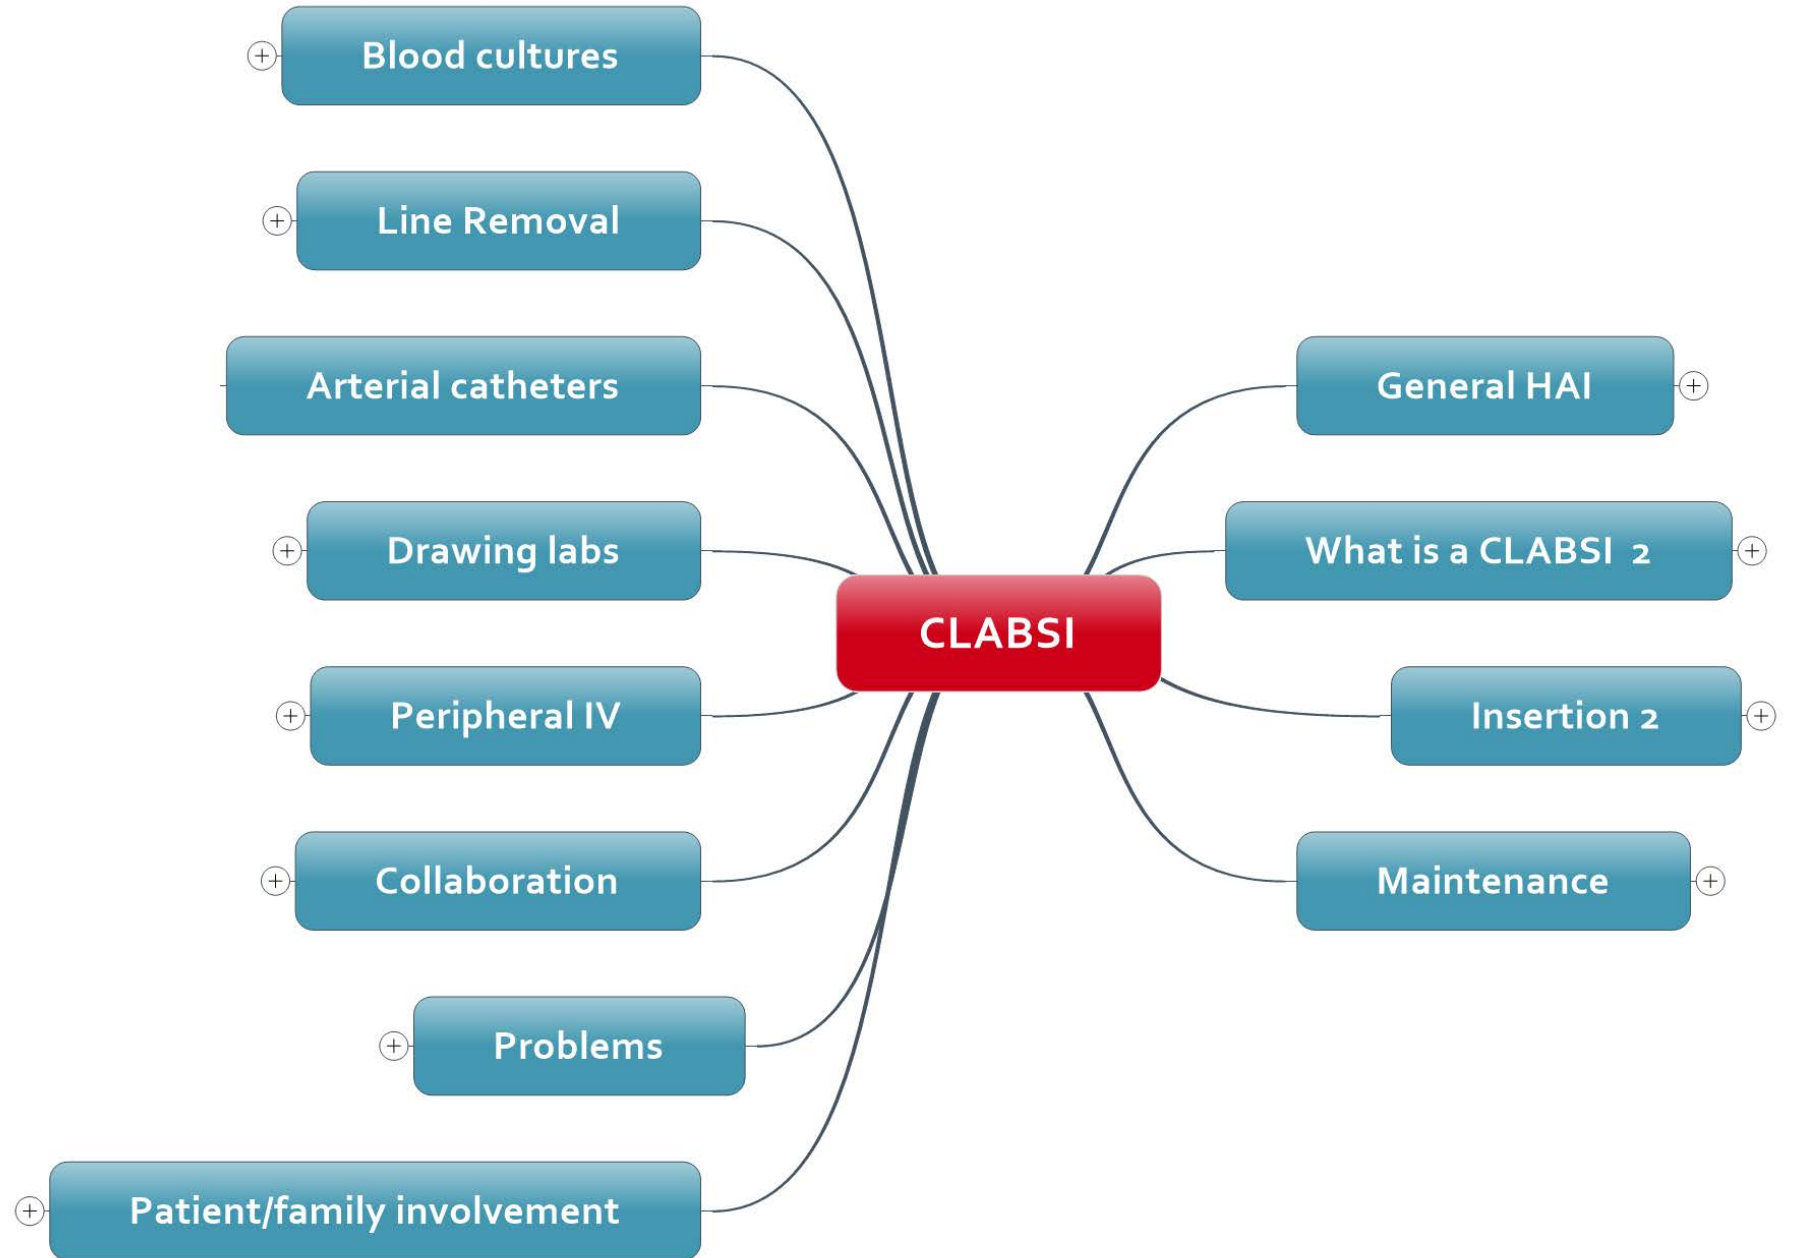 Blood cultures
Line Removal
Arterial catheters
Drawing labs
Peripheral IV
Collaboration
Problems
Patient/family involvement
CLABSI
General HAI
What is a CLABSI  2
Insertion 2
Maintenance